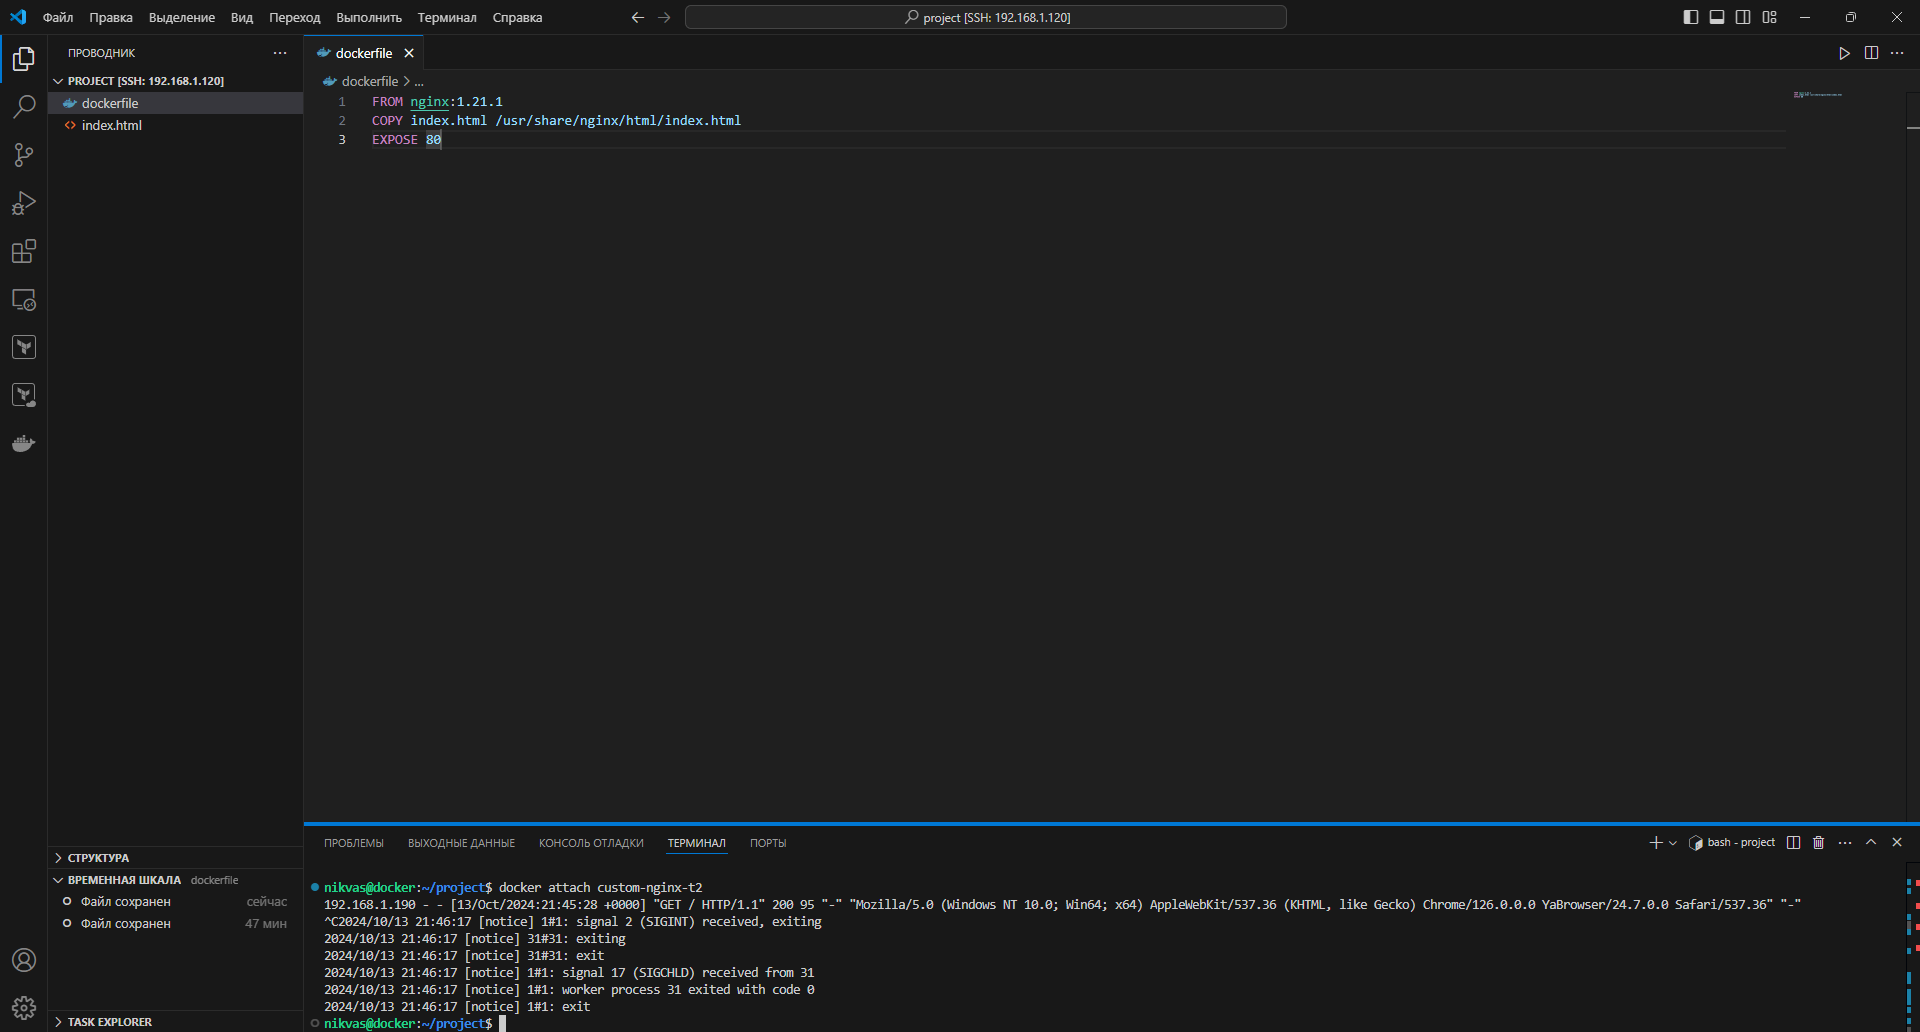 Файл Правка Выделение Вид Переход Выполнить Терминал Справка
project [SSH: 192.168.1.120]
ПРОВОДНИК
PROJECT [SSH: 192.168.1.120]
dockerfile
index.html
dockerfile
dockerfile > ...
1 FROM nginx:1.21.1
2 COPY index.html /usr/share/nginx/html/index.html
3 EXPOSE 80
СТРУКТУРА
ВРЕМЕННАЯ ШКАЛА dockerfile
Файл сохранен сейчас
Файл сохранен 47 мин
TASK EXPLORER
ПРОБЛЕМЫ ВЫХОДНЫЕ ДАННЫЕ КОНСОЛЬ ОТЛАДКИ ТЕРМИНАЛ ПОРТЫ
bash - project
nikvas@docker:~/project$ docker attach custom-nginx-t2
192.168.1.190 - - [13/Oct/2024:21:45:28 +0000] "GET / HTTP/1.1" 200 95 "-" "Mozilla/5.0 (Windows NT 10.0; Win64; x64) AppleWebKit/537.36 (KHTML, like Gecko) Chrome/126.0.0.0 YaBrowser/24.7.0.0 Safari/537.36" "-"
^C2024/10/13 21:46:17 [notice] 1#1: signal 2 (SIGINT) received, exiting
2024/10/13 21:46:17 [notice] 31#31: exiting
2024/10/13 21:46:17 [notice] 31#31: exit
2024/10/13 21:46:17 [notice] 1#1: signal 17 (SIGCHLD) received from 31
2024/10/13 21:46:17 [notice] 1#1: worker process 31 exited with code 0
2024/10/13 21:46:17 [notice] 1#1: exit
nikvas@docker:~/project$